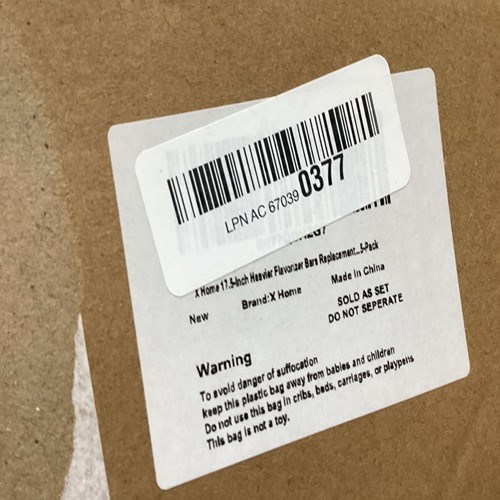 LPN AC 67039 0377
X Home 17.5-Inch Heavier Flavorizer Bars Replacement...5-Pack
New
Brand:X Home
Made In China
SOLD AS SET
DO NOT SEPERATE
Warning
To avoid danger of suffocation
keep this plastic bag away from babies and children
Do not use this bag in cribs, beds, carriages, or playpens
This bag is not a toy.